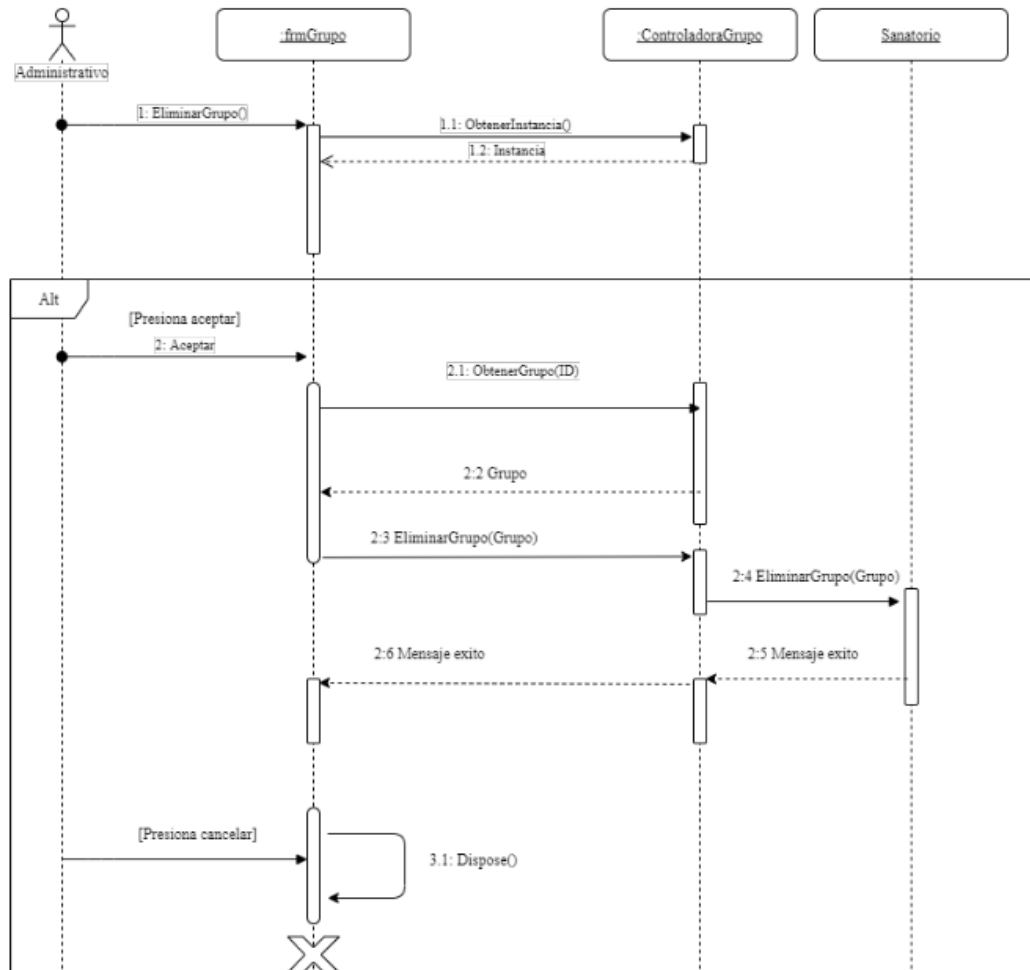 :frmGrupo
:ControladoraGrupo
Sanatorio
Administrativo
1: EliminarGrupo()
1.1: ObtenerInstancia()
1.2: Instancia
Alt
[Presiona aceptar]
2: Aceptar
2.1: ObtenerGrupo(ID)
2:2 Grupo
2:3 EliminarGrupo(Grupo)
2:4 EliminarGrupo(Grupo)
2:6 Mensaje exito
2:5 Mensaje exito
[Presiona cancelar]
3.1: Dispose()